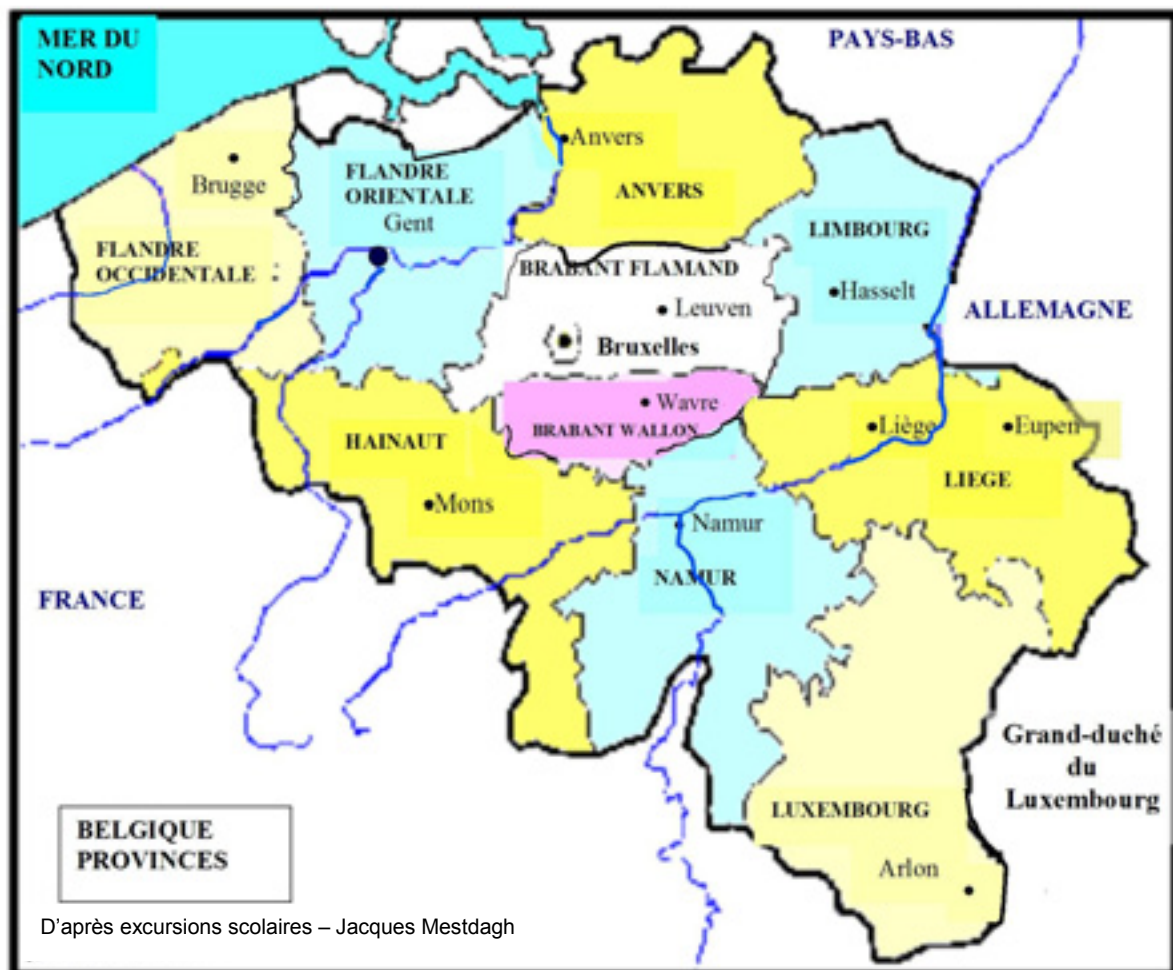 MER DU
NORD
PAYS-BAS
Anvers
Brugge
FLANDRE
ORIENTALE
Gent
ANVERS
LIMBOURG
FLANDRE
OCCIDENTALE
BRABANT FLAMAND
Hasselt
Leuven
ALLEMAGNE
Bruxelles
Wavre
BRABANT WALLON
HAINAUT
Liège
Eupen
LIEGE
Mons
Namur
NAMUR
FRANCE
Grand-duché
du
Luxembourg
LUXEMBOURG
Arlon
BELGIQUE
PROVINCES
D'après excursions scolaires – Jacques Mestdagh